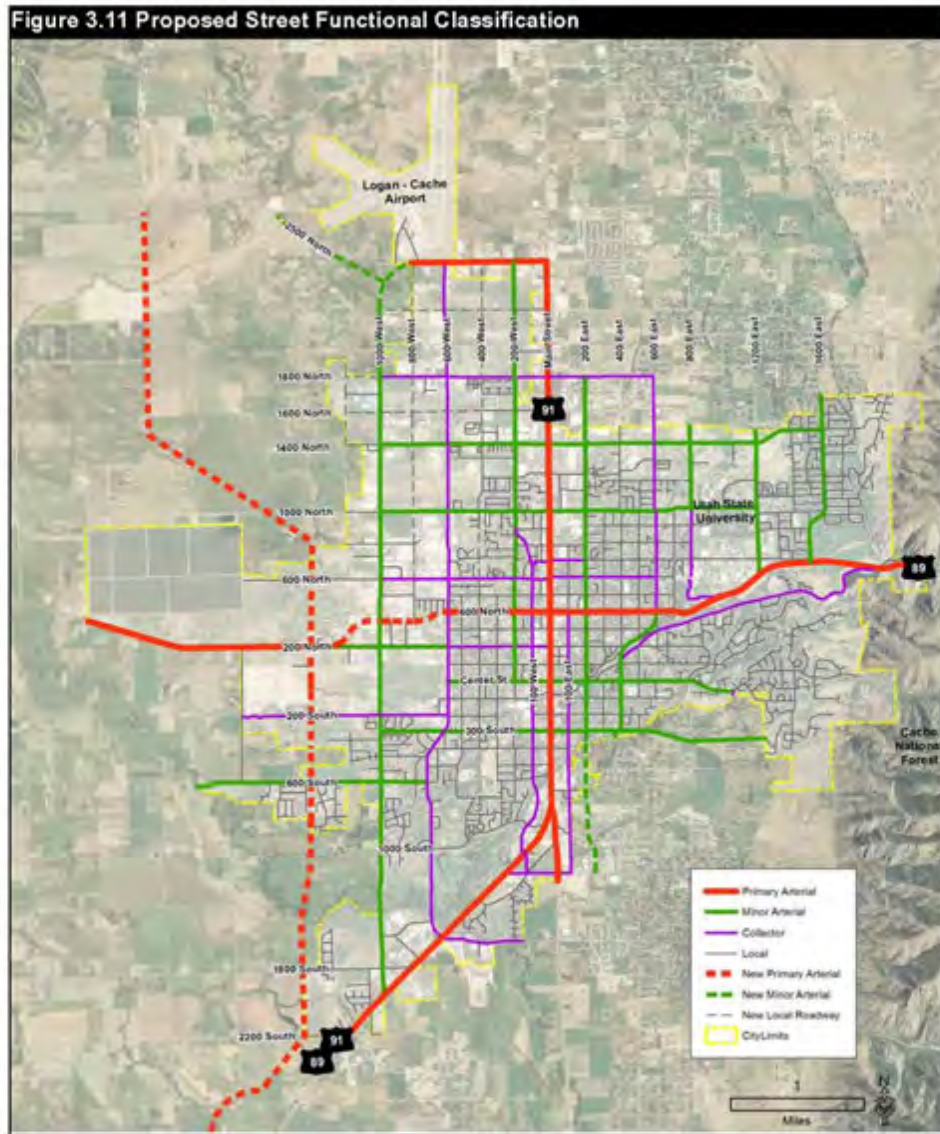 Figure 3.11 Proposed Street Functional Classification
Logan - Cache
Airport
2500 North
1000 West
800 West
600 West
400 West
200 West
Main Street
200 East
400 East
600 East
800 East
1200 East
1600 East
1800 North
91
1600 North
1400 North
1000 North
Utah State
University
600 North
89
400 North
200 North
Center St
100 West
100 East
200 South
300 South
Cache
National
Forest
600 South
1000 South
1800 South
2200 South
91
89
Primary Arterial
Minor Arterial
Collector
Local
New Primary Arterial
New Minor Arterial
New Local Roadway
CityLimits
1
Miles
N